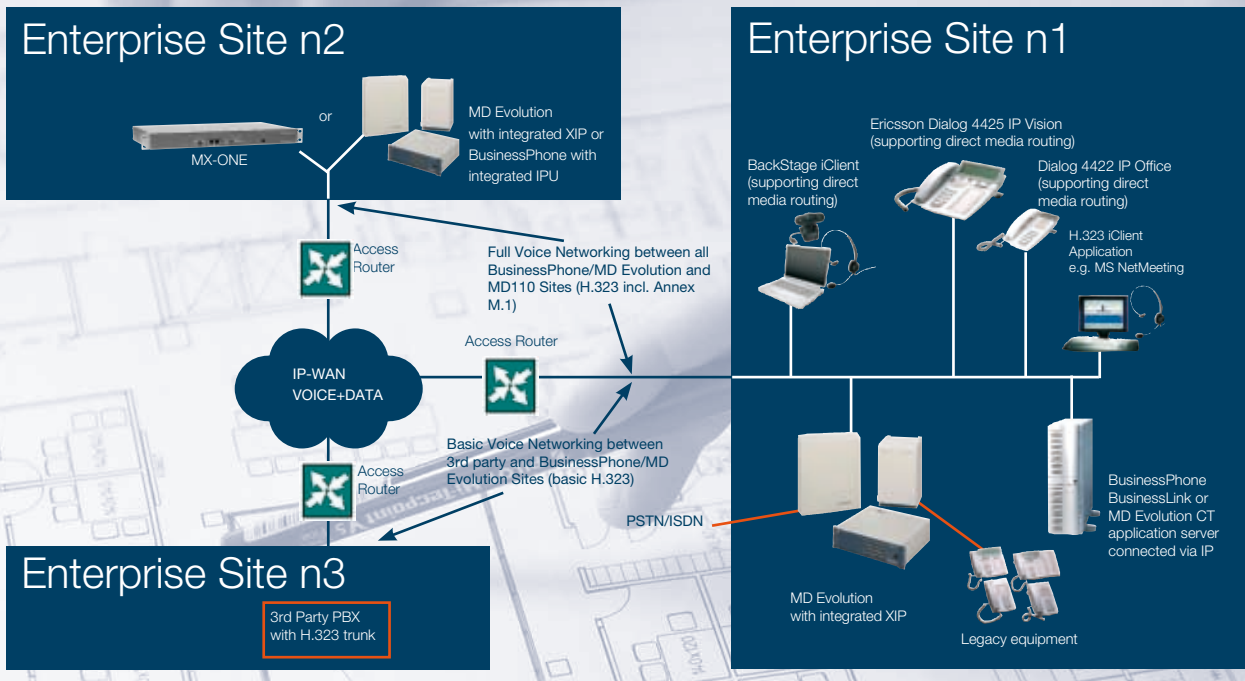 Enterprise Site n2
or
MX-ONE
MD Evolution
with integrated XIP or
BusinessPhone with
integrated IPU
Access
Router
Full Voice Networking between all
BusinessPhone/MD Evolution and
MD110 Sites (H.323 incl. Annex
M.1)
Access Router
IP-WAN
VOICE+DATA
Basic Voice Networking between
3rd party and BusinessPhone/MD
Evolution Sites (basic H.323)
Access
Router
PSTN/ISDN
Enterprise Site n3
3rd Party PBX
with H.323 trunk
Enterprise Site n1
Ericsson Dialog 4425 IP Vision
(supporting direct media routing)
BackStage iClient
(supporting direct
media routing)
Dialog 4422 IP Office
(supporting direct
media routing)
H.323 iClient
Application
e.g. MS NetMeeting
MD Evolution
with integrated XIP
Legacy equipment
BusinessPhone
BusinessLink or
MD Evolution CT
application server
connected via IP
140x120